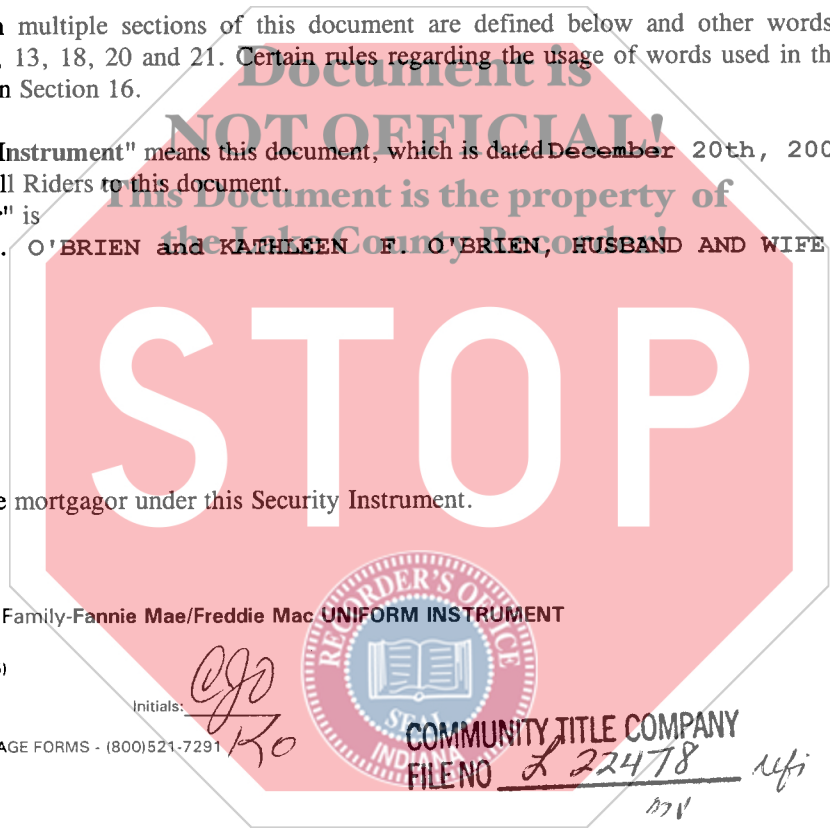 multiple sections of this document are defined below and other words
13, 18, 20 and 21. Certain rules regarding the usage of words used in th
n Section 16.
Document is
NOT OFFICIAL!
Instrument" means this document, which is dated December 20th, 200
ll Riders to this document.
This Document is the property of
" is
the Lake County Recorder!
. O'BRIEN and KATHLEEN F. O'BRIEN, HUSBAND AND WIFE
STOP
e mortgagor under this Security Instrument.
Family-Fannie Mae/Freddie Mac UNIFORM INSTRUMENT
RECORDER'S OFFICE
SEAL
INDIANA
Initials: CJO
KO
AGE FORMS - (800)521-7291
COMMUNITY TITLE COMPANY
FILE NO L 22478 refi